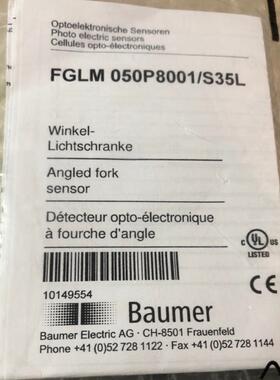 Optoelektronische Sensoren
Photo electric sensors
Cellules opto-électroniques
FGLM 050P8001/S35L
Winkel-
Lichtschranke
Angled fork
sensor
Détecteur opto-électronique
à fourche d'angle
C UL US
LISTED
10149554
Baumer
Baumer Electric AG · CH-8501 Frauenfeld
Phone +41 (0)52 728 1122 · Fax +41 (0)52 728 1144